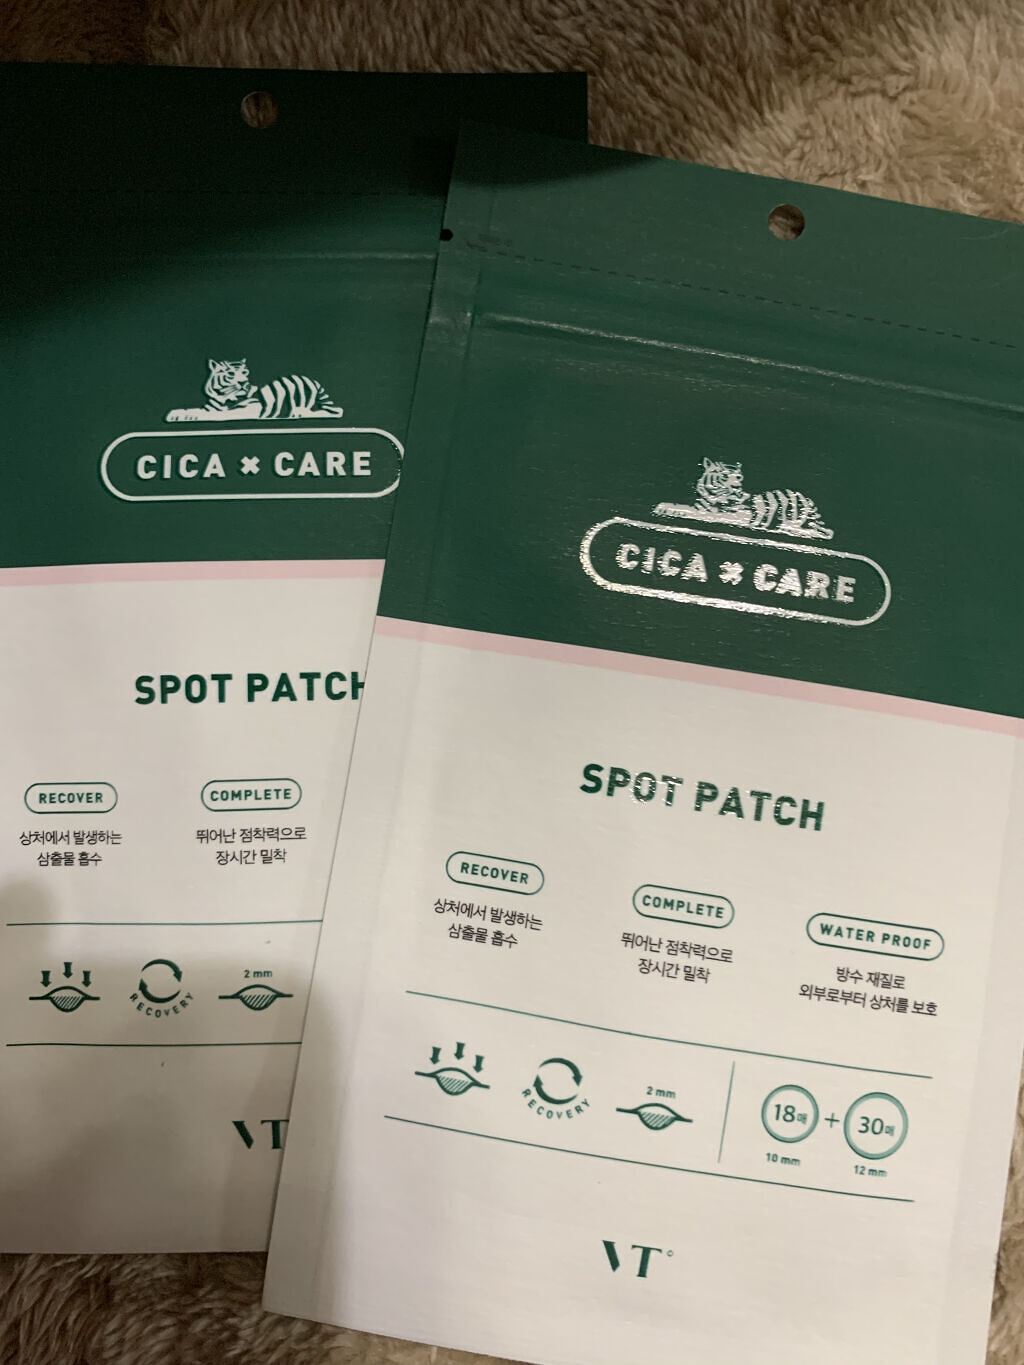 CICA × CARE
SPOT PATCH
RECOVER
상처에서 발생하는
삼출물 흡수
COMPLETE
뛰어난 점착력으로
장시간 밀착
RECOVERY
2 mm
VT
CICA × CARE
SPOT PATCH
RECOVER
상처에서 발생하는
삼출물 흡수
COMPLETE
뛰어난 점착력으로
장시간 밀착
WATER PROOF
방수 재질로
외부로부터 상처를 보호
RECOVERY
2 mm
18매 + 30매
10 mm 12 mm
VT